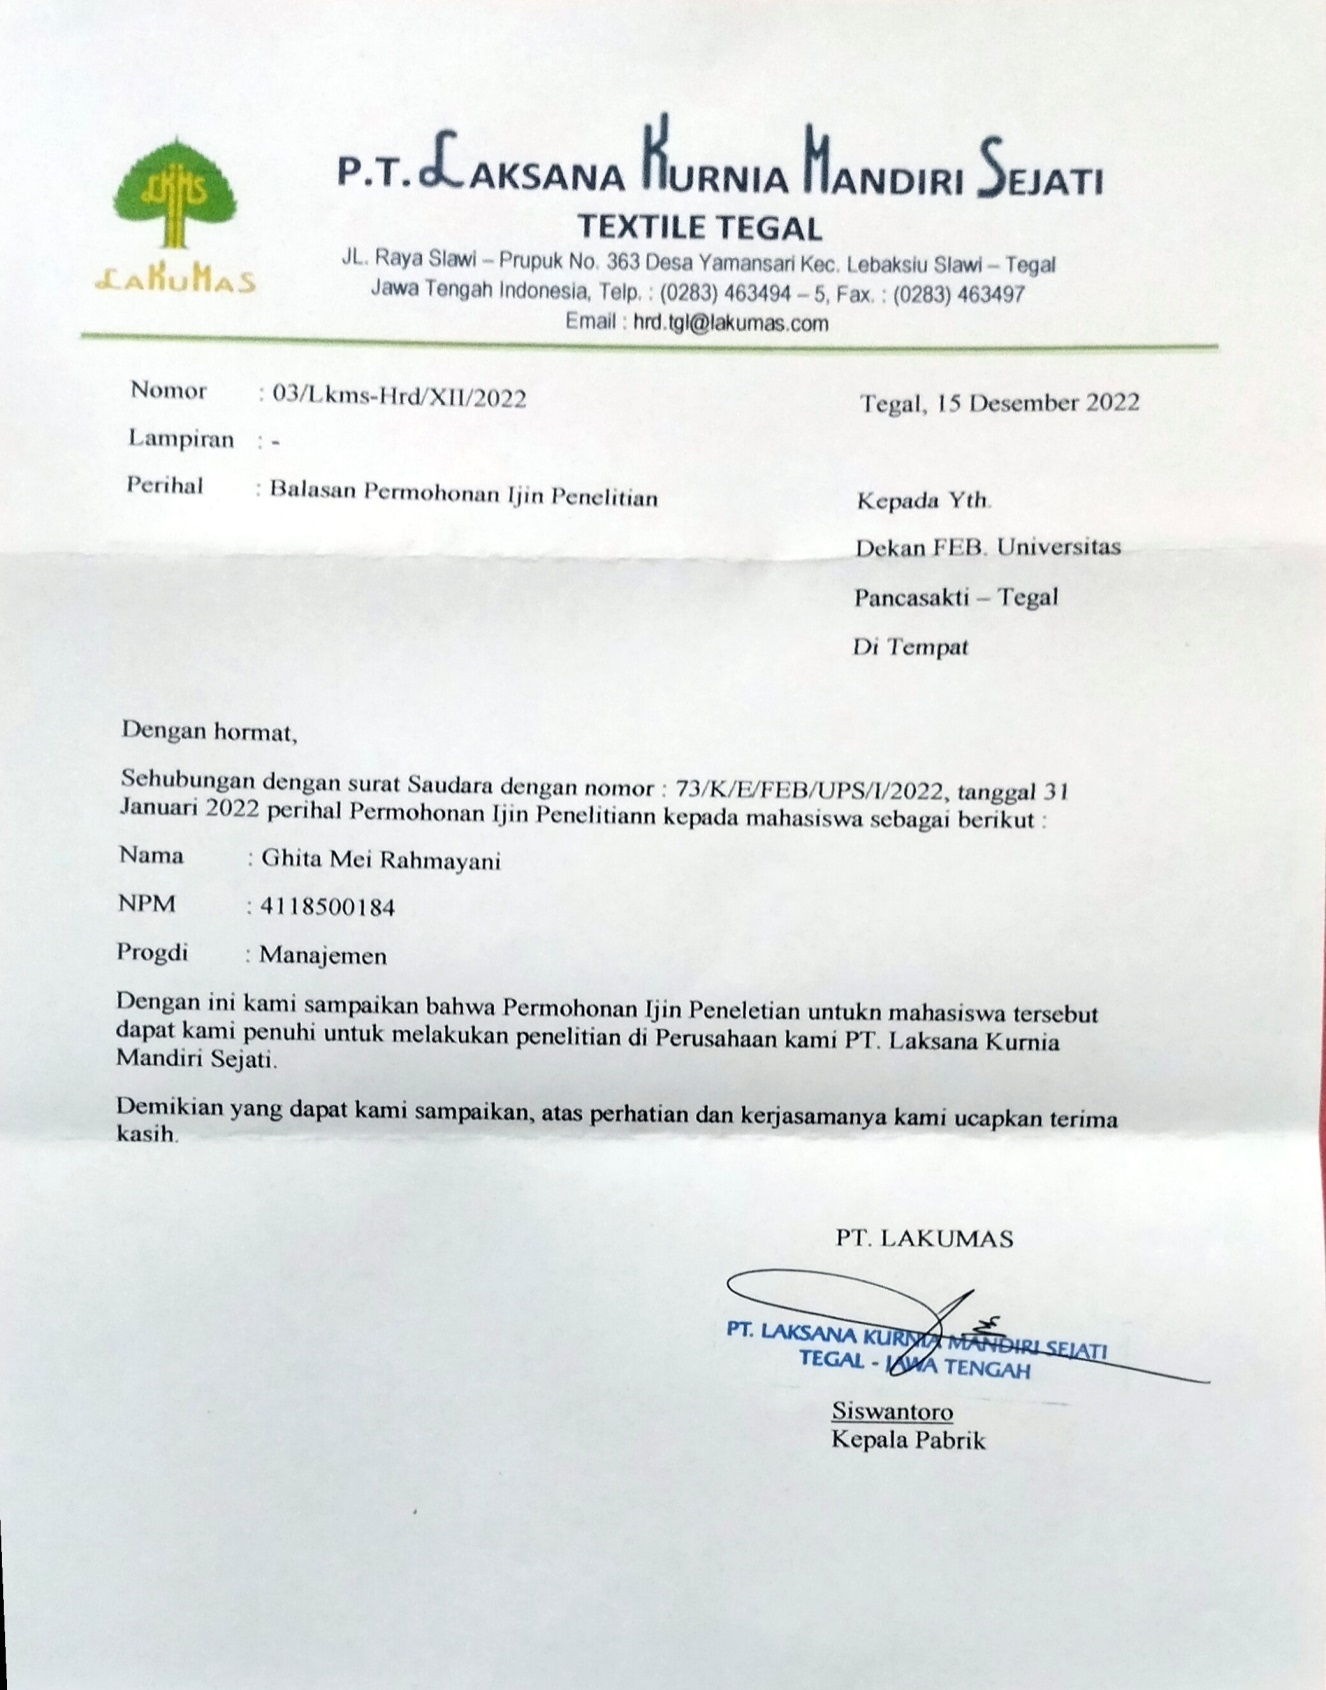 LKMS
LAKUMAS
P.T. LAKSANA KURNIA MANDIRI SEJATI
TEXTILE TEGAL
JL. Raya Slawi – Prupuk No. 363 Desa Yamansari Kec. Lebaksiu Slawi – Tegal
Jawa Tengah Indonesia, Telp. : (0283) 463494 – 5, Fax. : (0283) 463497
Email : hrd.tgl@lakumas.com
Nomor : 03/Lkms-Hrd/XII/2022
Tegal, 15 Desember 2022
Lampiran : -
Perihal : Balasan Permohonan Ijin Penelitian
Kepada Yth.
Dekan FEB. Universitas
Pancasakti – Tegal
Di Tempat
Dengan hormat,
Sehubungan dengan surat Saudara dengan nomor : 73/K/E/FEB/UPS/I/2022, tanggal 31
Januari 2022 perihal Permohonan Ijin Penelitiann kepada mahasiswa sebagai berikut :
Nama : Ghita Mei Rahmayani
NPM : 4118500184
Progdi : Manajemen
Dengan ini kami sampaikan bahwa Permohonan Ijin Peneletian untukn mahasiswa tersebut
dapat kami penuhi untuk melakukan penelitian di Perusahaan kami PT. Laksana Kurnia
Mandiri Sejati.
Demikian yang dapat kami sampaikan, atas perhatian dan kerjasamanya kami ucapkan terima
kasih.
PT. LAKUMAS
PT. LAKSANA KURNIA MANDIRI SEJATI
TEGAL - JAWA TENGAH
Siswantoro
Kepala Pabrik